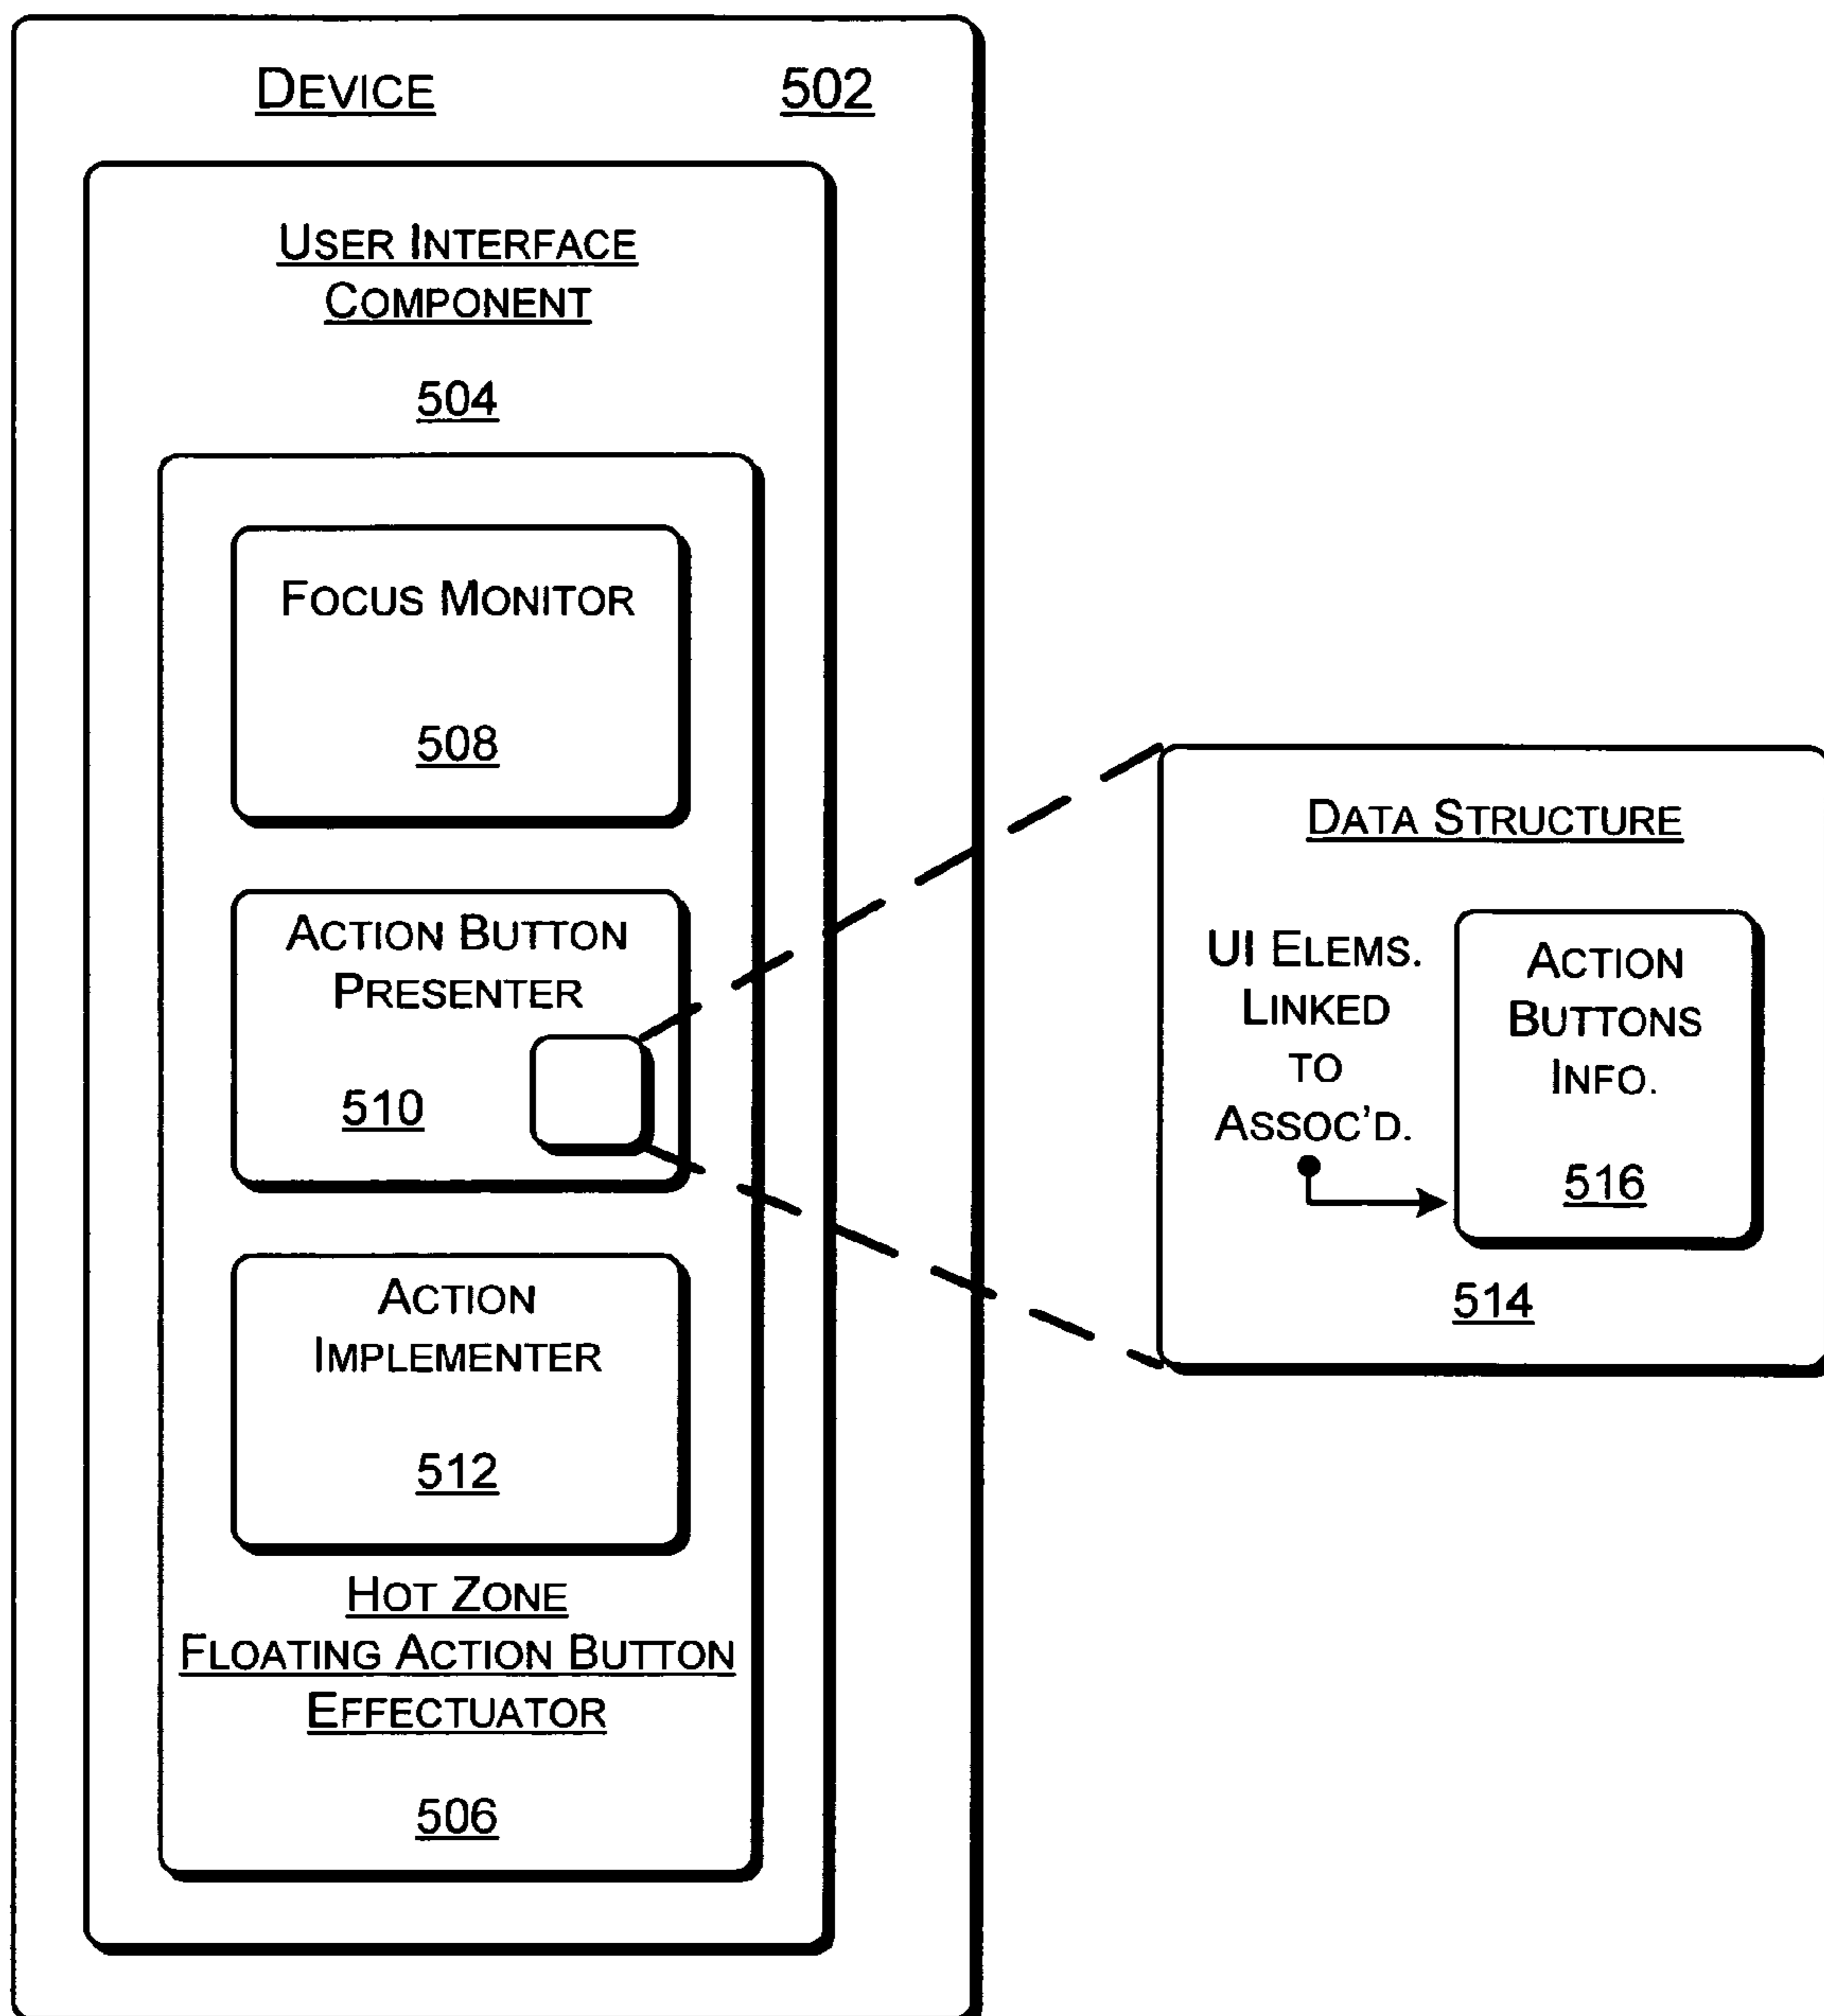 DEVICE 502
USER INTERFACE
COMPONENT
504
FOCUS MONITOR
508
ACTION BUTTON
PRESENTER
510
ACTION
IMPLEMENTER
512
HOT ZONE
FLOATING ACTION BUTTON
EFFECTUATOR
506
DATA STRUCTURE
UI ELEMS.
LINKED
TO
ASSOC'D.
ACTION
BUTTONS
INFO.
516
514